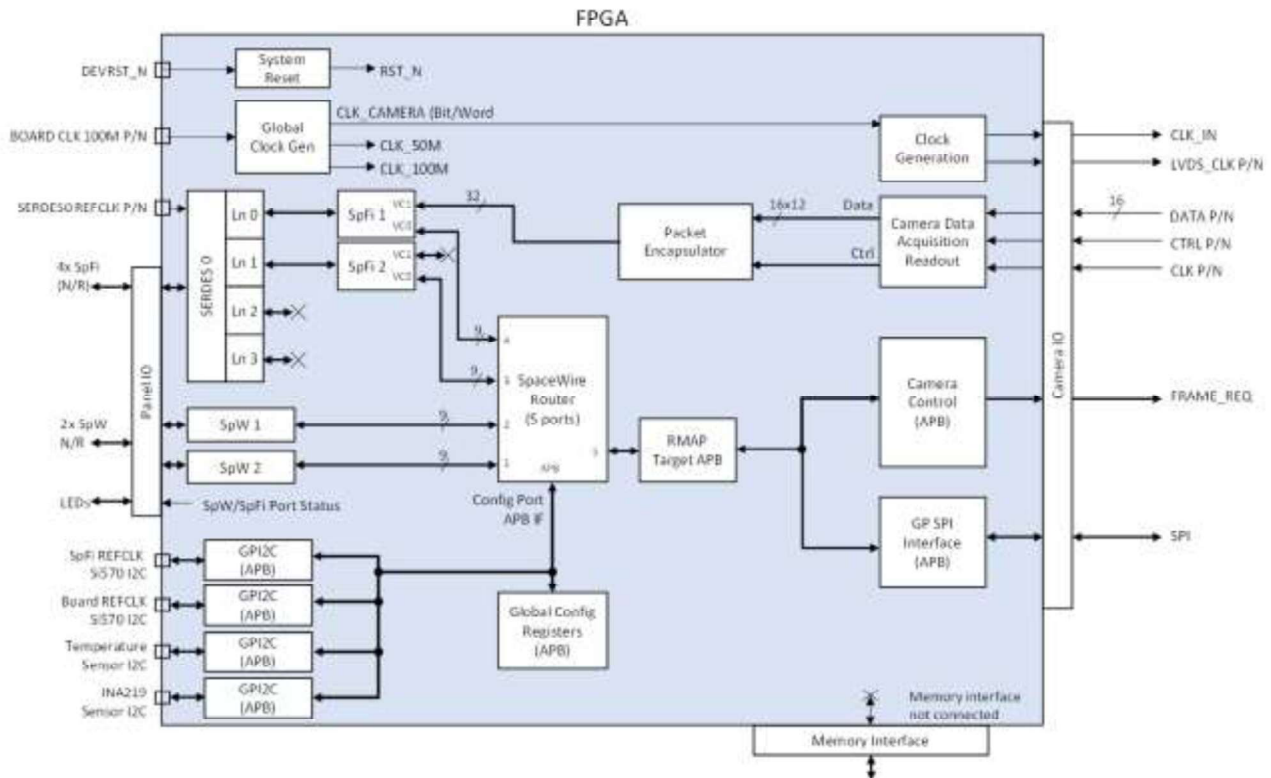 FPGA
DEVRST_N
System
Reset
RST_N
BOARD CLK 100M P/N
Global
Clock Gen
CLK_CAMERA (Bit/Word
CLK_50M
CLK_100M
Clock
Generation
CLK_IN
LVDS_CLK P/N
SERDES0 REFCLK P/N
SERDES 0
Ln 0
Ln 1
Ln 2
Ln 3
SpFi 1
VC1
VC0
SpFi 2
VC1
VC0
32
Packet
Encapsulator
16x12
Data
Ctrl
Camera Data
Acquisition
Readout
16
DATA P/N
CTRL P/N
CLK P/N
4x SpFi
(N/R)
Panel IO
2x SpW
N/R
LEDs
SpW 1
SpW 2
SpW/SpFi Port Status
9
9
9
9
4
3
2
1
SpaceWire
Router
(5 ports)
5
APB
Config Port
APB IF
RMAP
Target APB
Camera
Control
(APB)
GP SPI
Interface
(APB)
Camera IO
FRAME_REQ
SPI
SpFi REFCLK
Si570 I2C
GPI2C
(APB)
Board REFCLK
Si570 I2C
GPI2C
(APB)
Temperature
Sensor I2C
GPI2C
(APB)
INA219
Sensor I2C
GPI2C
(APB)
Global Config
Registers
(APB)
Memory interface
not connected
Memory Interface